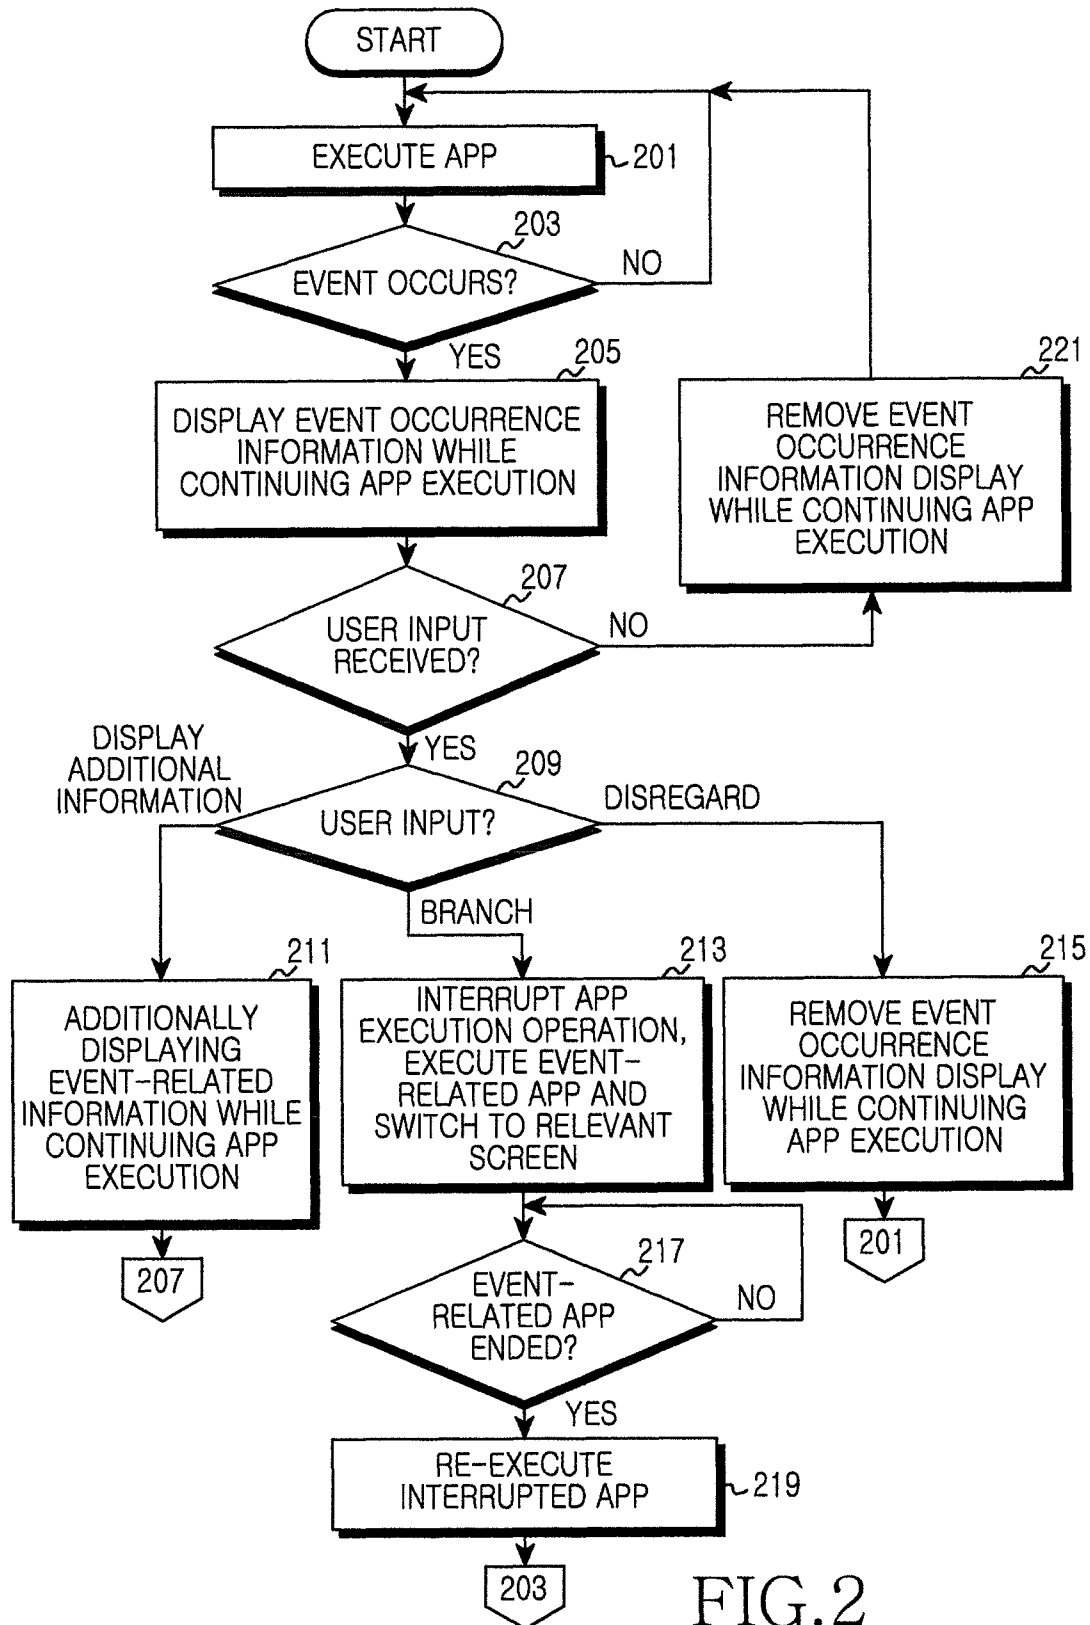 START
EXECUTE APP
201
203
EVENT OCCURS?
NO
YES
205
DISPLAY EVENT OCCURRENCE
INFORMATION WHILE
CONTINUING APP EXECUTION
221
REMOVE EVENT
OCCURRENCE
INFORMATION DISPLAY
WHILE CONTINUING APP
EXECUTION
207
USER INPUT
RECEIVED?
NO
YES
DISPLAY
ADDITIONAL
INFORMATION
209
USER INPUT?
DISREGARD
BRANCH
211
ADDITIONALLY
DISPLAYING
EVENT-RELATED
INFORMATION WHILE
CONTINUING APP
EXECUTION
207
213
INTERRUPT APP
EXECUTION OPERATION,
EXECUTE EVENT-
RELATED APP AND
SWITCH TO RELEVANT
SCREEN
215
REMOVE EVENT
OCCURRENCE
INFORMATION DISPLAY
WHILE CONTINUING
APP EXECUTION
201
217
EVENT-
RELATED APP
ENDED?
NO
YES
RE-EXECUTE
INTERRUPTED APP
219
203
FIG.2